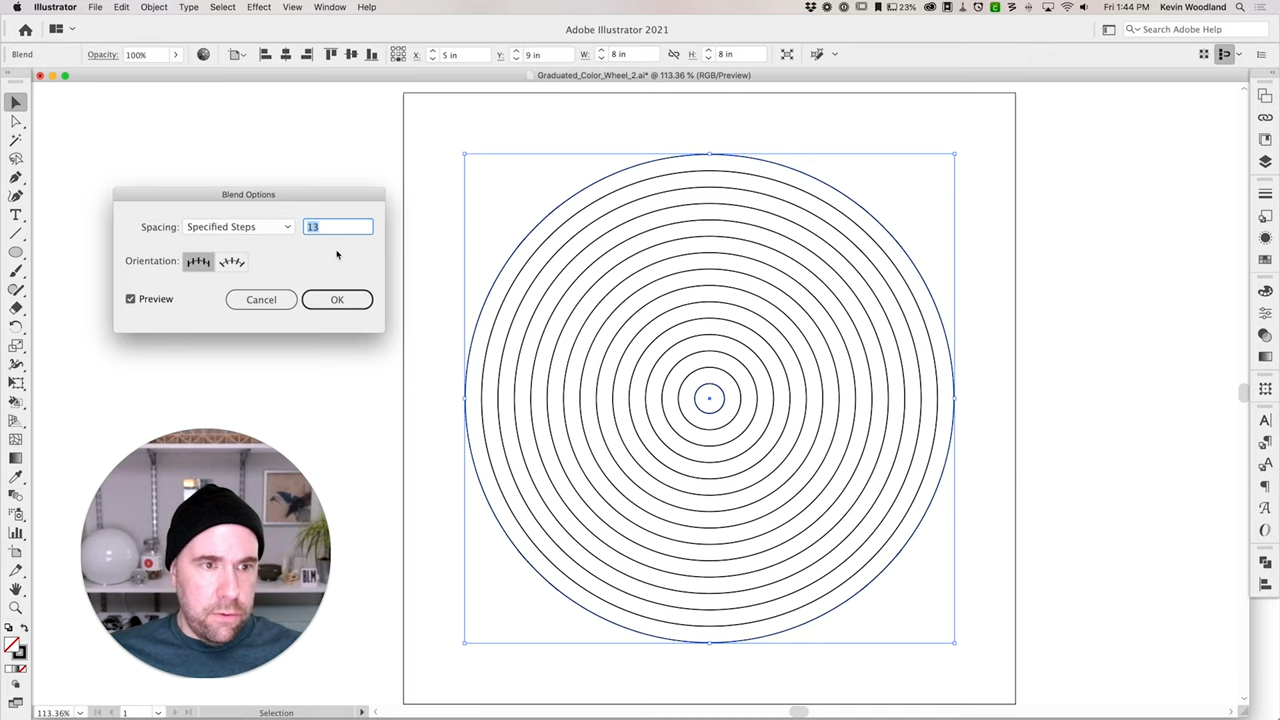 Illustrator File Edit Object Type Select Effect View Window Help 23% Fri 1:44 PM Kevin Woodland
Adobe Illustrator 2021 Search Adobe Help
Blend Opacity: 100% X: 5 in Y: 9 in W: 8 in H: 8 in
Graduated_Color_Wheel_2.ai* @ 113.36 % (RGB/Preview)
Blend Options
Spacing: Specified Steps 13
Orientation:
Preview Cancel OK
BLM
113.36% 1 Selection